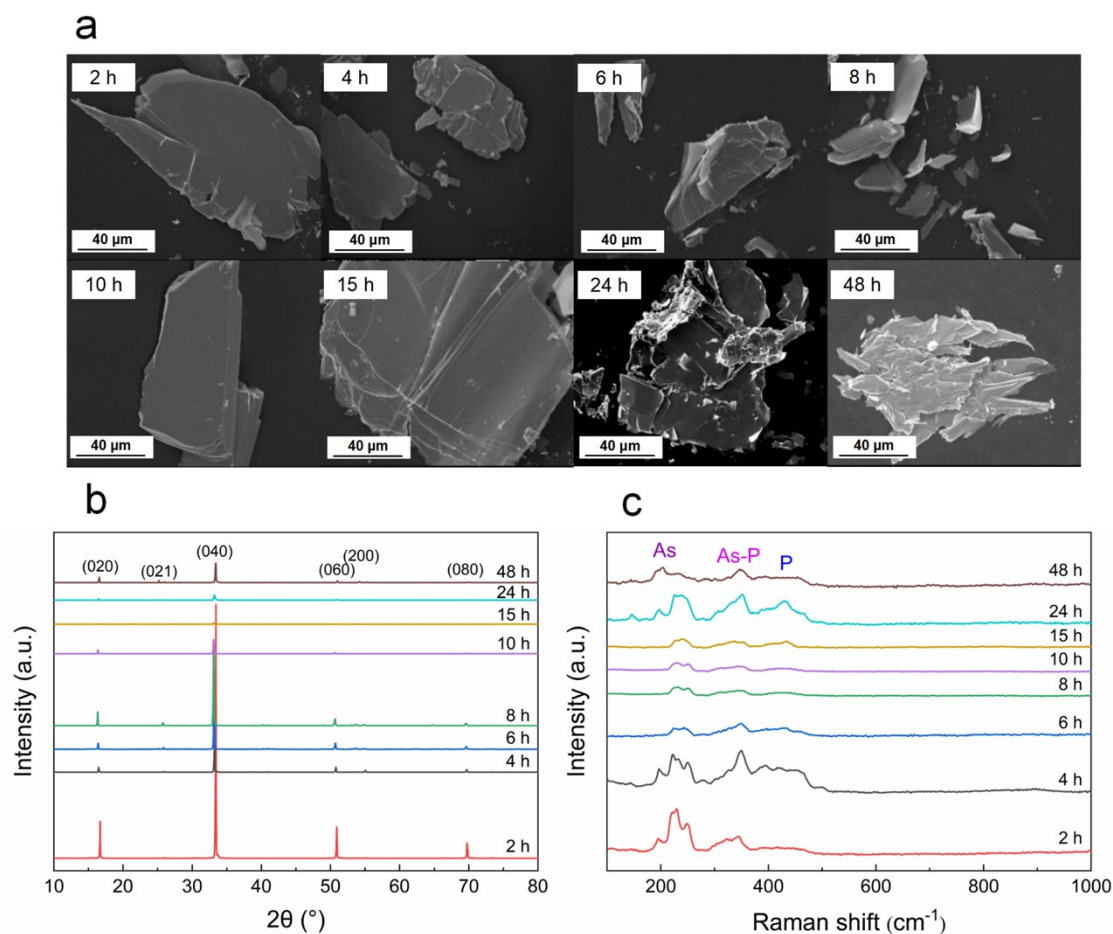 a
2 h
4 h
6 h
8 h
40 µm
40 µm
40 µm
40 µm
10 h
15 h
24 h
48 h
40 µm
40 µm
40 µm
40 µm
b
(020)
(021)
(040)
(200)
(060)
(080)
48 h
24 h
15 h
10 h
8 h
6 h
4 h
2 h
Intensity (a.u.)
10 20 30 40 50 60 70 80
2θ (°)
c
As
As-P
P
48 h
24 h
15 h
10 h
8 h
6 h
4 h
2 h
Intensity (a.u.)
200 400 600 800 1000
Raman shift (cm⁻¹)